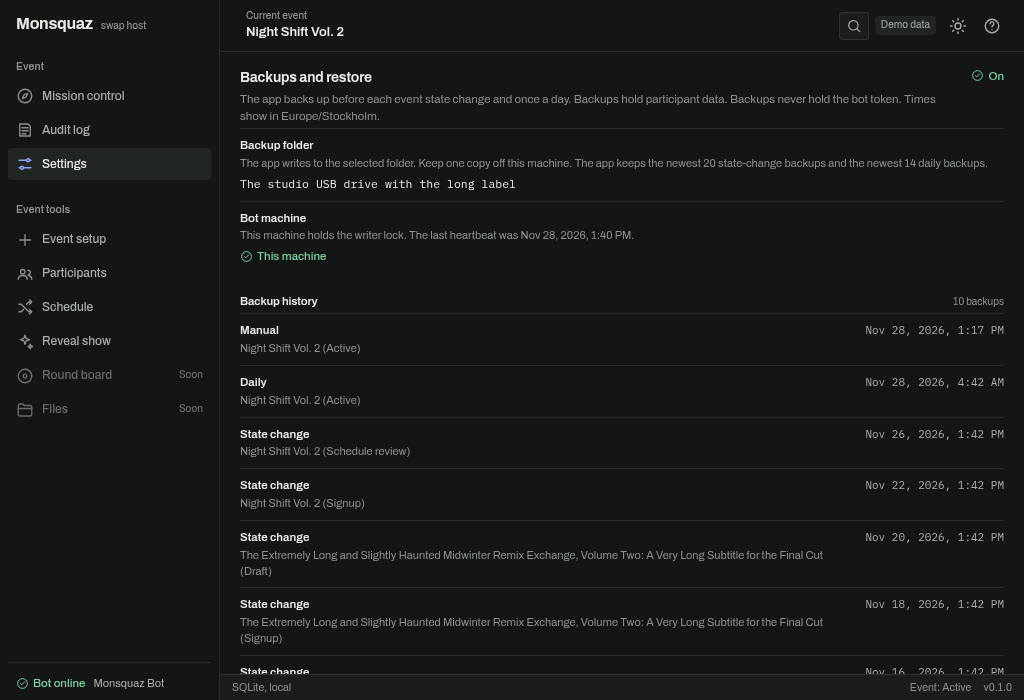 Monsquaz swap host
Event
Mission control
Audit log
Settings
Event tools
Event setup
Participants
Schedule
Reveal show
Round board Soon
Files Soon
Bot online Monsquaz Bot
Current event
Night Shift Vol. 2
Demo data
Backups and restore
On
The app backs up before each event state change and once a day. Backups hold participant data. Backups never hold the bot token. Times
show in Europe/Stockholm.
Backup folder
The app writes to the selected folder. Keep one copy off this machine. The app keeps the newest 20 state-change backups and the newest 14 daily backups.
The studio USB drive with the long label
Bot machine
This machine holds the writer lock. The last heartbeat was Nov 28, 2026, 1:40 PM.
This machine
Backup history 10 backups
Manual Nov 28, 2026, 1:17 PM
Night Shift Vol. 2 (Active)
Daily Nov 28, 2026, 4:42 AM
Night Shift Vol. 2 (Active)
State change Nov 26, 2026, 1:42 PM
Night Shift Vol. 2 (Schedule review)
State change Nov 22, 2026, 1:42 PM
Night Shift Vol. 2 (Signup)
State change Nov 20, 2026, 1:42 PM
The Extremely Long and Slightly Haunted Midwinter Remix Exchange, Volume Two: A Very Long Subtitle for the Final Cut
(Draft)
State change Nov 18, 2026, 1:42 PM
The Extremely Long and Slightly Haunted Midwinter Remix Exchange, Volume Two: A Very Long Subtitle for the Final Cut
(Signup)
State change Nov 16, 2026, 1:42 PM
SQLite, local Event: Active v0.1.0